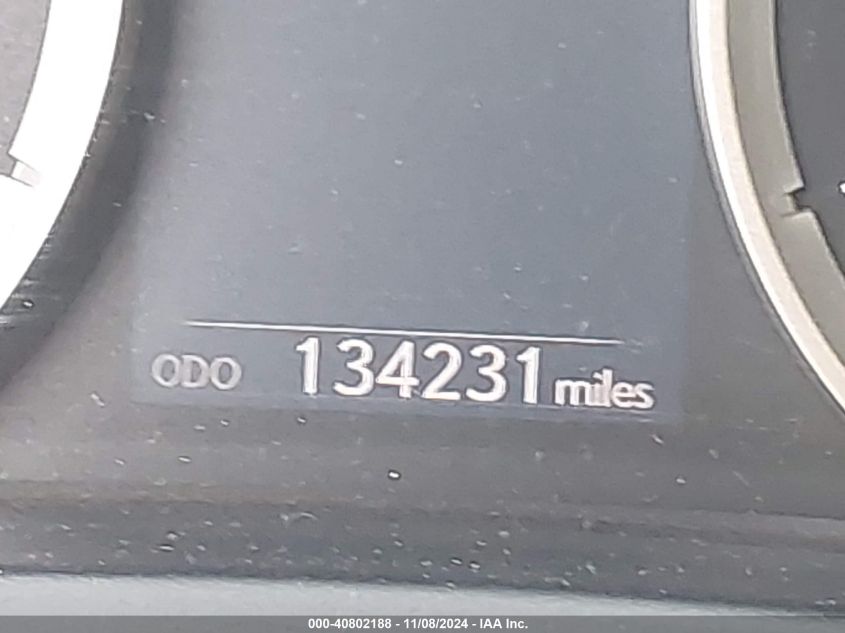 ODO 134231 miles
000-40802188 - 11/08/2024 - IAA Inc.